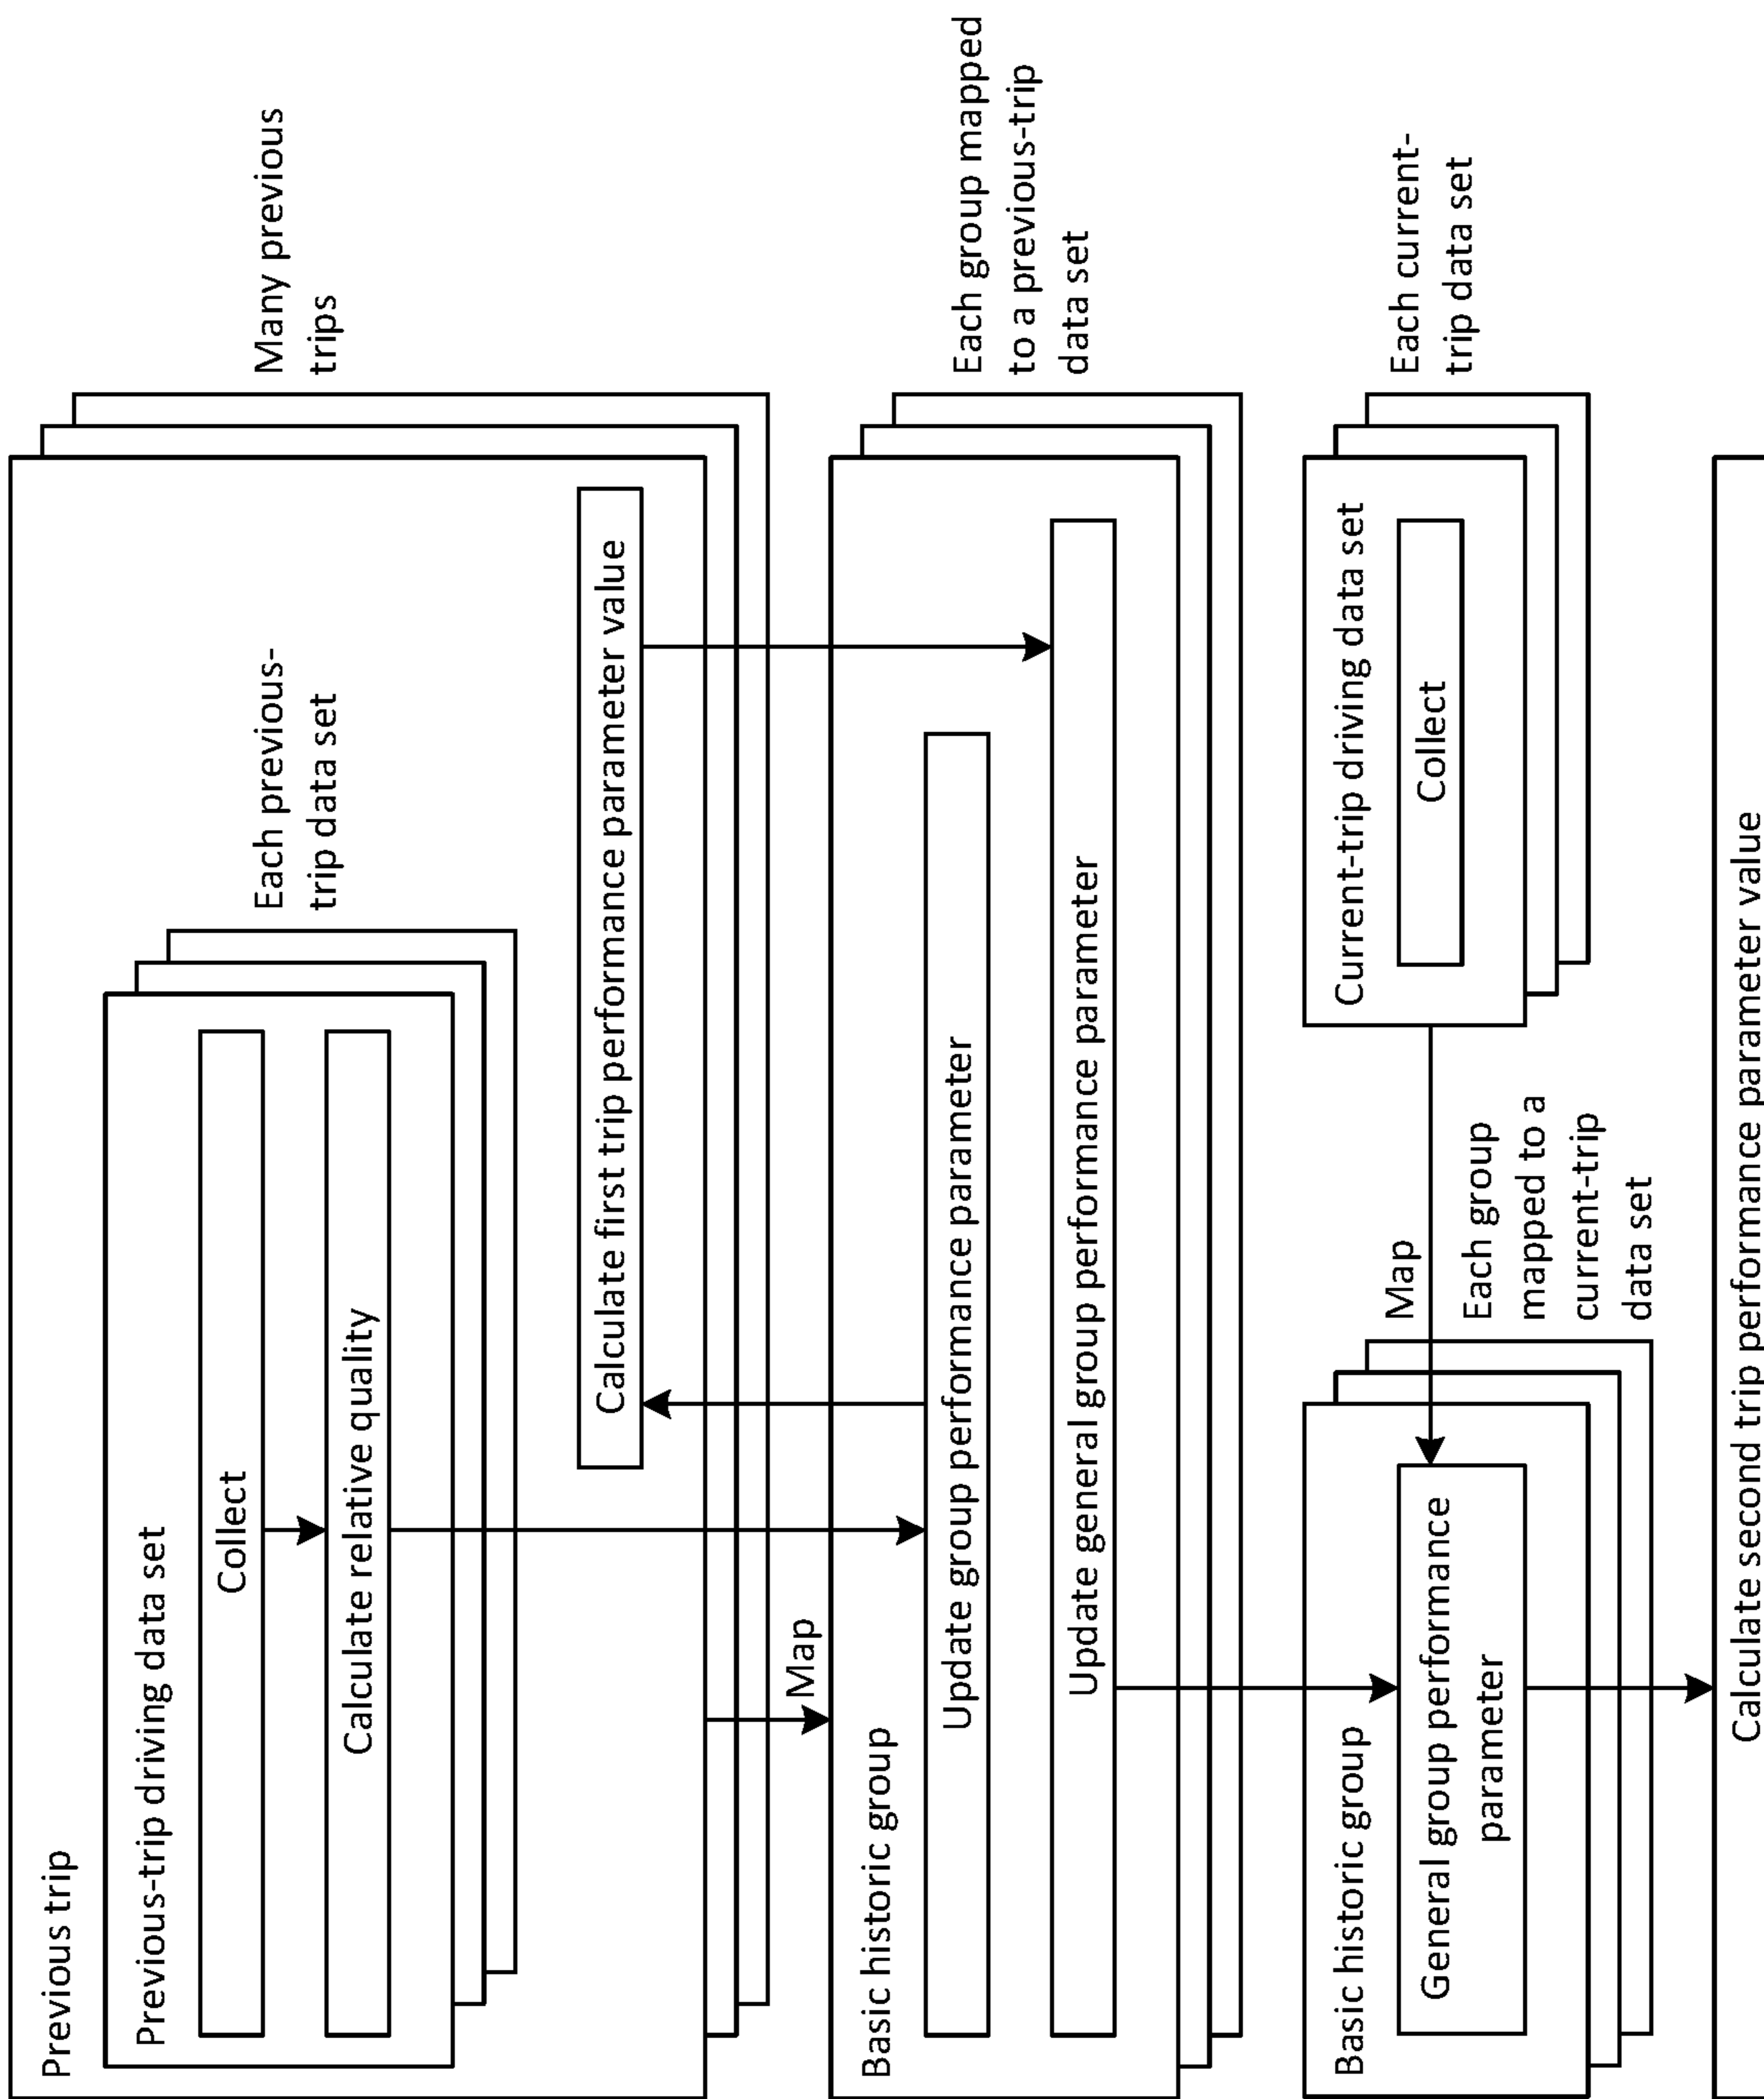 Previous trip
Previous-trip driving data set
Collect
Calculate relative quality
Each previous-
trip data set
Many previous
trips
Calculate first trip performance parameter value
Map
Basic historic group
Update group performance parameter
Update general group performance parameter
Each group mapped
to a previous-trip
data set
Basic historic group
General group performance
parameter
Map
Each group
mapped to a
current-trip
data set
Current-trip driving data set
Collect
Each current-
trip data set
Calculate second trip performance parameter value